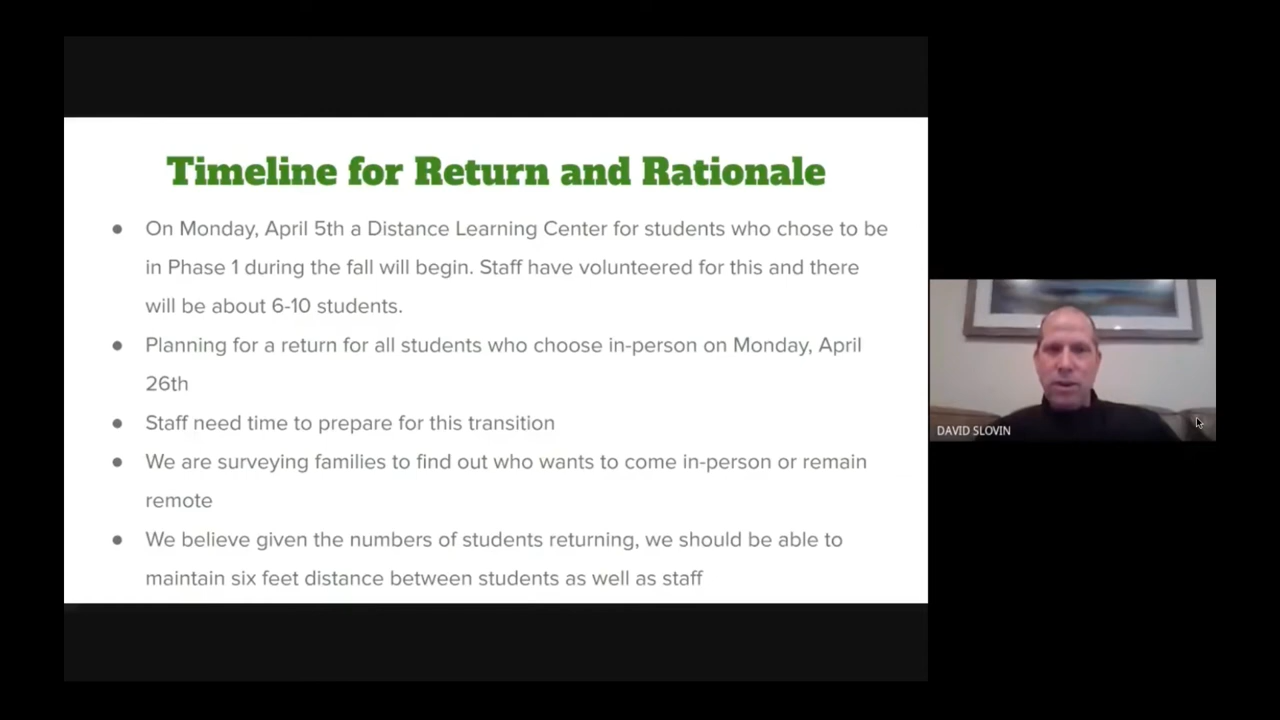 Timeline for Return and Rationale
● On Monday, April 5th a Distance Learning Center for students who chose to be
in Phase 1 during the fall will begin. Staff have volunteered for this and there
will be about 6-10 students.
● Planning for a return for all students who choose in-person on Monday, April
26th
● Staff need time to prepare for this transition
● We are surveying families to find out who wants to come in-person or remain
remote
● We believe given the numbers of students returning, we should be able to
maintain six feet distance between students as well as staff
DAVID SLOVIN